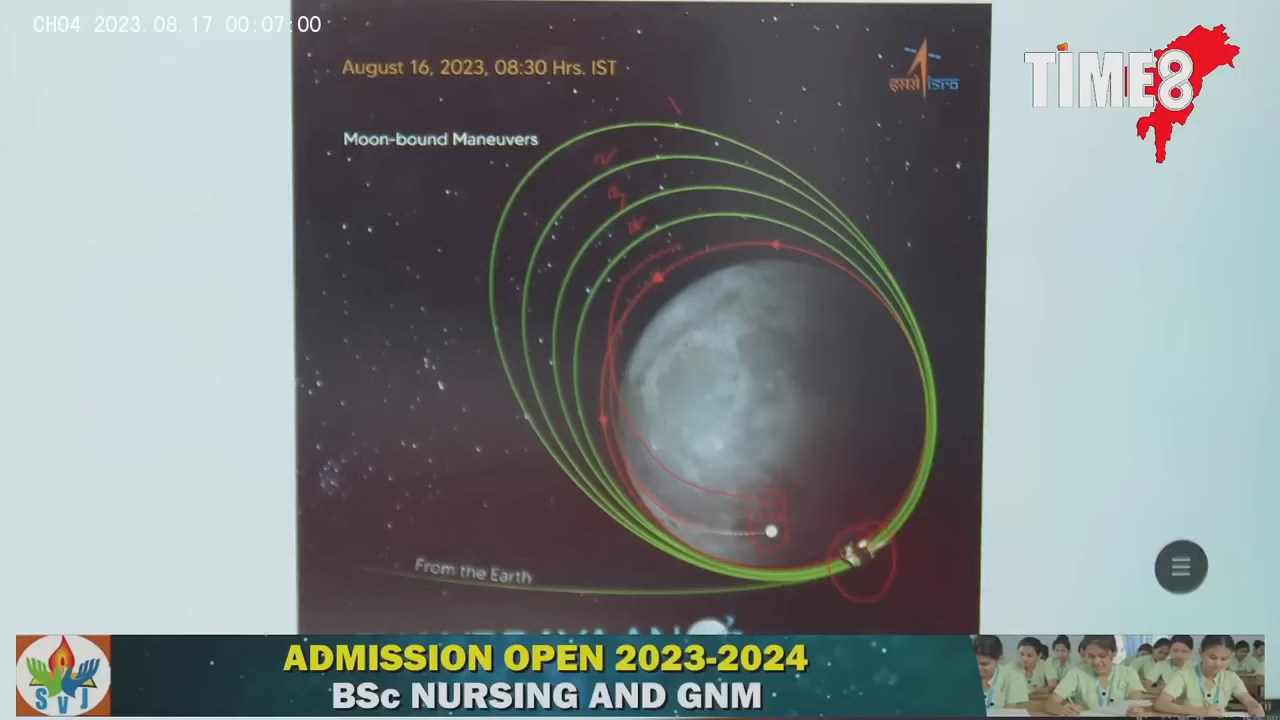 CH04 2023.08.17 00:07:00
August 16, 2023, 08:30 Hrs. IST
इसरो isro
TIME8
Moon-bound Maneuvers
From the Earth
ADMISSION OPEN 2023-2024
BSc NURSING AND GNM
SVJ